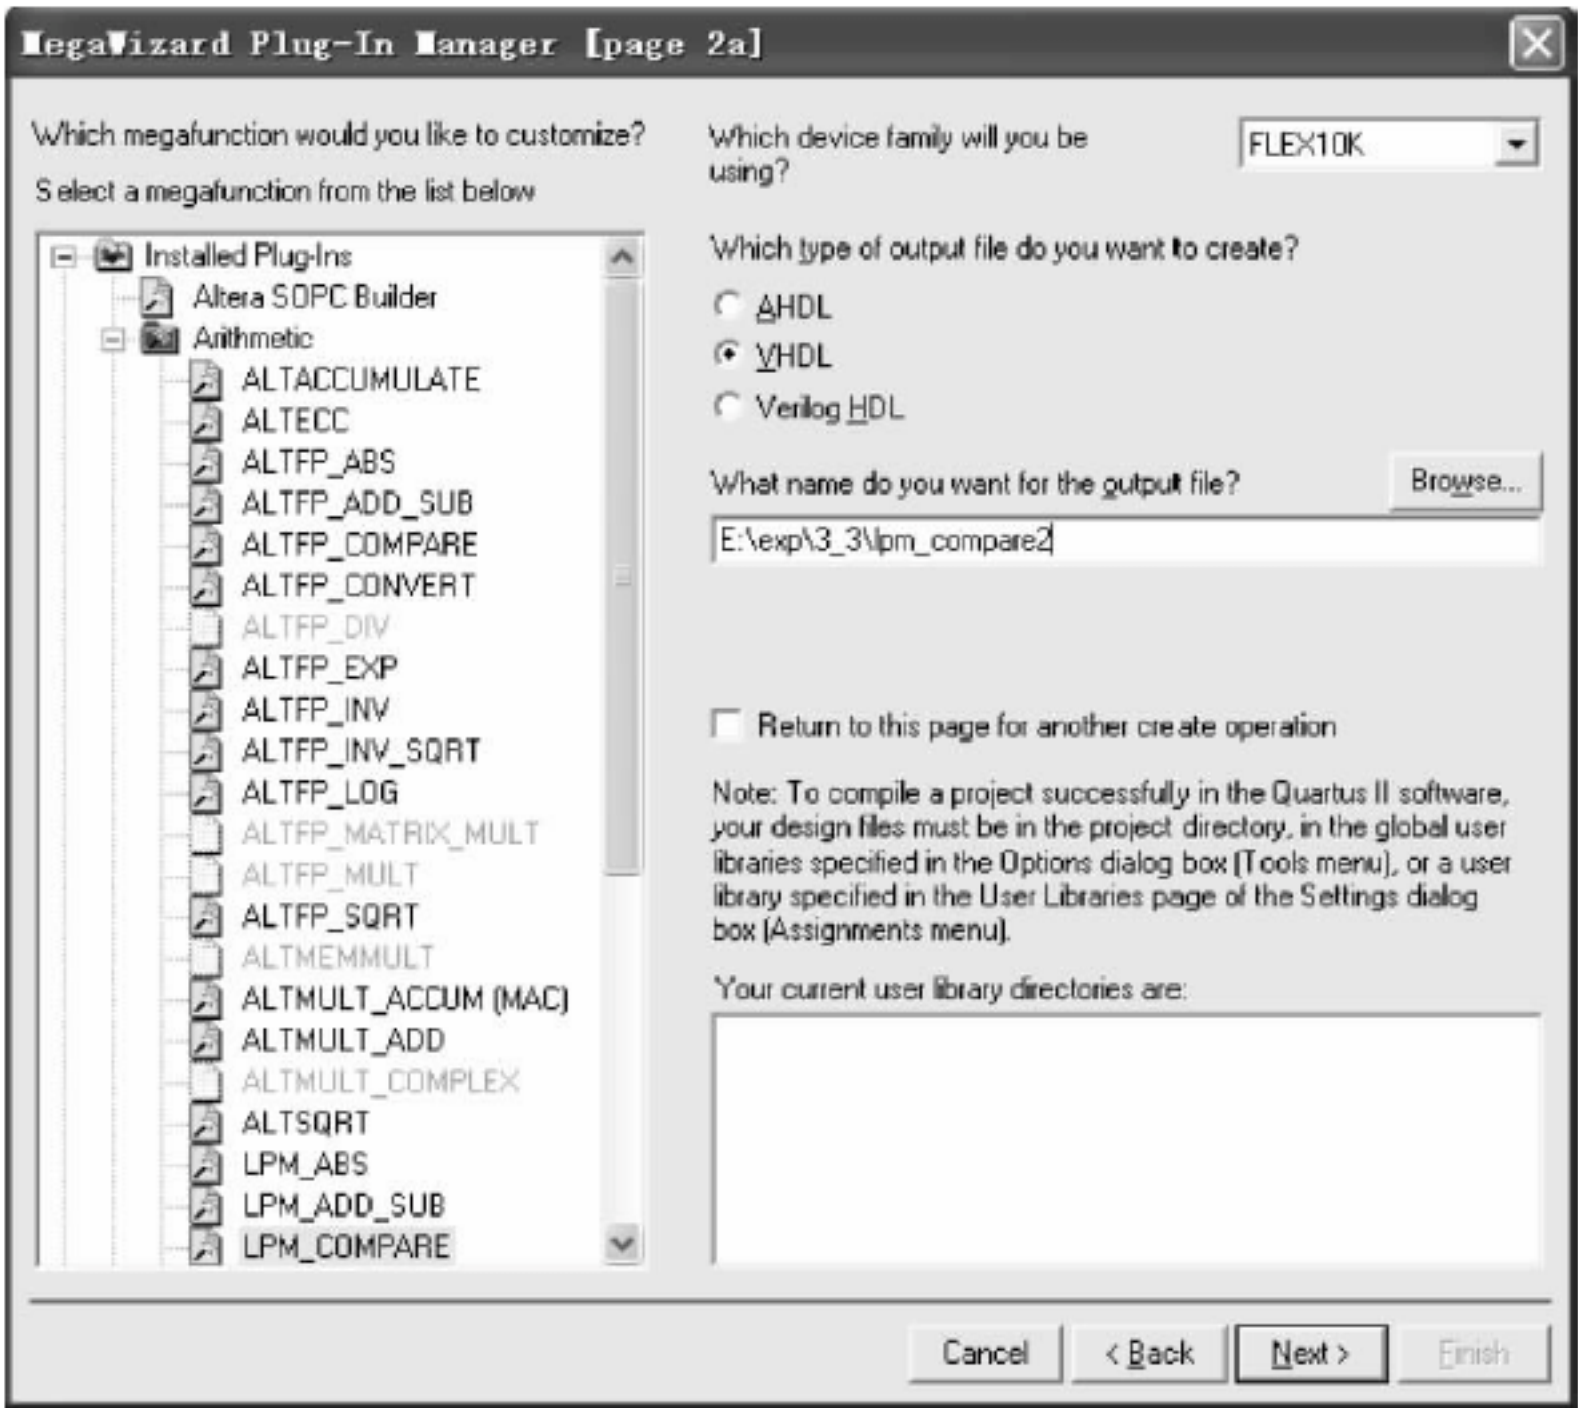 MegaWizard Plug-In Manager [page 2a]
Which megafunction would you like to customize?
Select a megafunction from the list below
Installed Plug-Ins
Altera SOPC Builder
Arithmetic
ALTACCUMULATE
ALTECC
ALTFP_ABS
ALTFP_ADD_SUB
ALTFP_COMPARE
ALTFP_CONVERT
ALTFP_DIV
ALTFP_EXP
ALTFP_INV
ALTFP_INV_SQRT
ALTFP_LOG
ALTFP_MATRIX_MULT
ALTFP_MULT
ALTFP_SQRT
ALTMEMMULT
ALTMULT_ACCUM (MAC)
ALTMULT_ADD
ALTMULT_COMPLEX
ALTSQRT
LPM_ABS
LPM_ADD_SUB
LPM_COMPARE
Which device family will you be
using?
FLEX10K
Which type of output file do you want to create?
AHDL
VHDL
Verilog HDL
What name do you want for the output file?
Browse...
E:\exp\3_3\lpm_compare2
Return to this page for another create operation
Note: To compile a project successfully in the Quartus II software,
your design files must be in the project directory, in the global user
libraries specified in the Options dialog box (Tools menu), or a user
library specified in the User Libraries page of the Settings dialog
box (Assignments menu).
Your current user library directories are:
Cancel
< Back
Next >
Finish